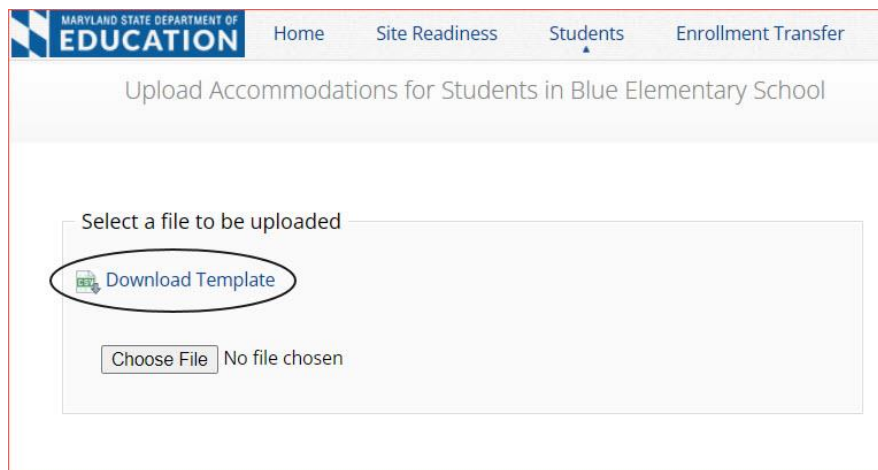 MARYLAND STATE DEPARTMENT OF
EDUCATION
Home Site Readiness Students Enrollment Transfer
Upload Accommodations for Students in Blue Elementary School
Select a file to be uploaded
Download Template
Choose File No file chosen